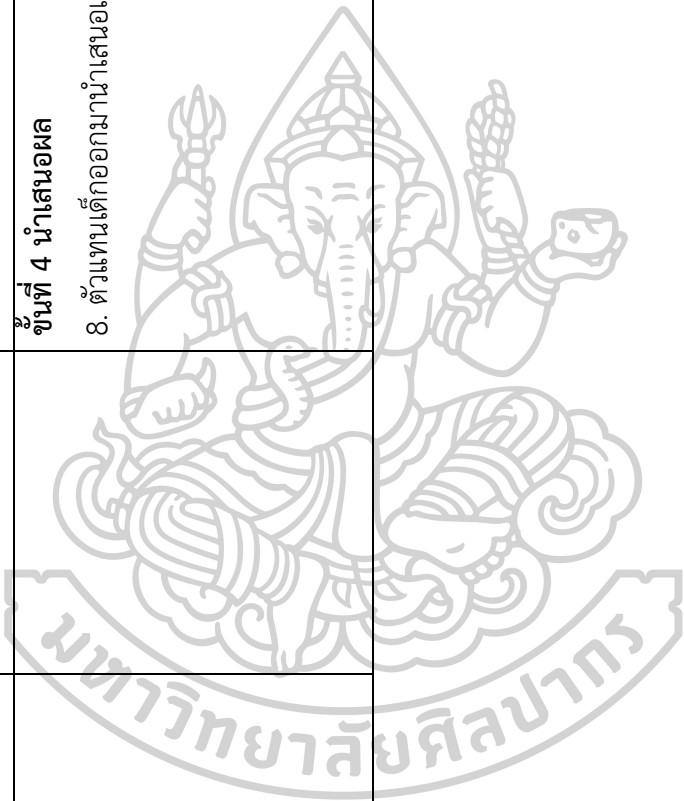 ขั้นที่ 4 นำเสนอผล
8. ตัวแทนเด็กออกมานำเสนอ
มหาวิทยาลัยศิลปากร